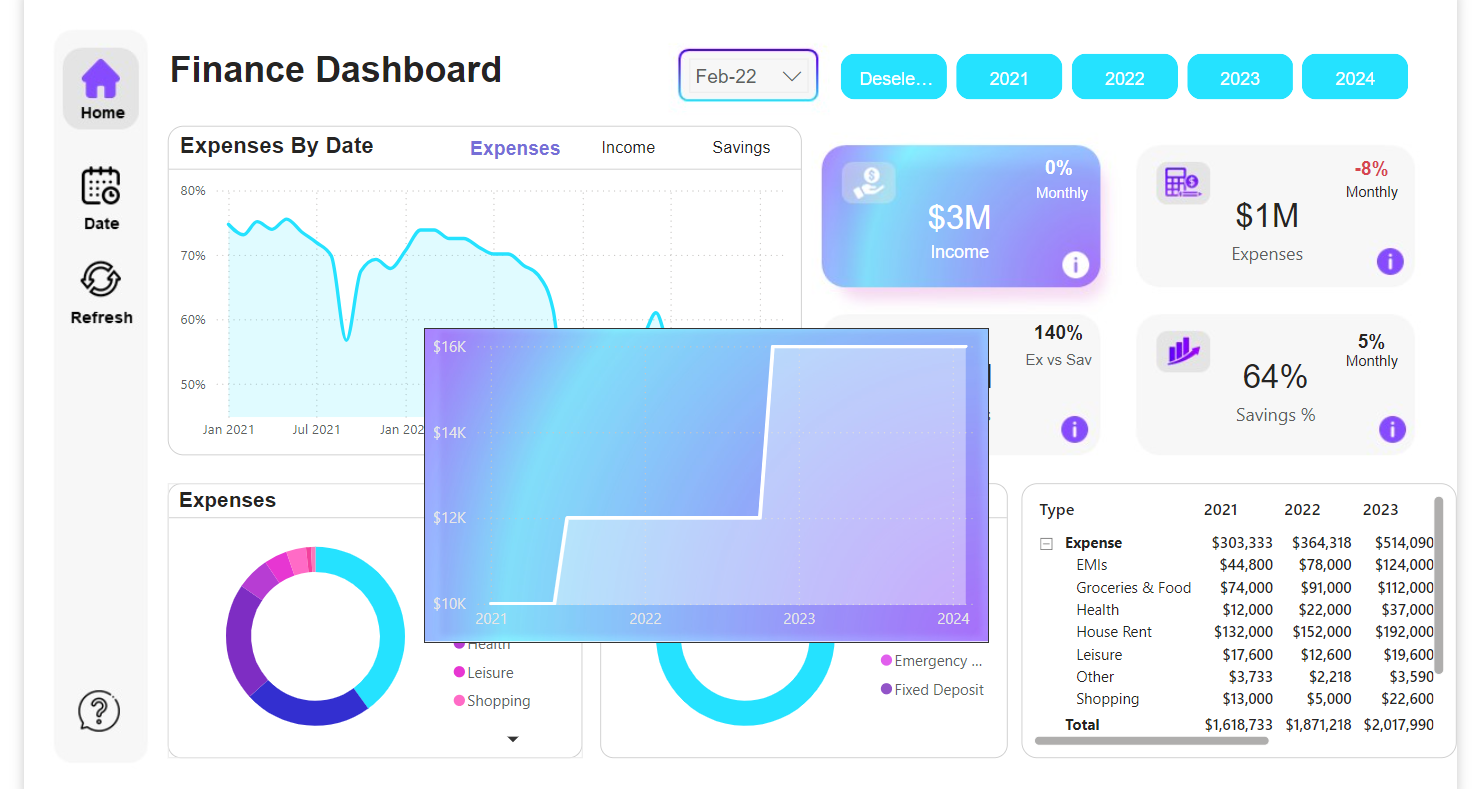 Finance Dashboard
Feb-22
Desele...
2021
2022
2023
2024
Home
Date
Refresh
Expenses By Date
Expenses
Income
Savings
80%
70%
60%
50%
Jan 2021
Jul 2021
Jan 202
0%
Monthly
$3M
Income
-8%
Monthly
$1M
Expenses
140%
Ex vs Sav
5%
Monthly
64%
Savings %
$16K
$14K
$12K
$10K
2021
2022
2023
2024
Expenses
Health
Leisure
Shopping
Emergency ...
Fixed Deposit
Type 2021 2022 2023
Expense $303,333 $364,318 $514,090
EMIs $44,800 $78,000 $124,000
Groceries & Food $74,000 $91,000 $112,000
Health $12,000 $22,000 $37,000
House Rent $132,000 $152,000 $192,000
Leisure $17,600 $12,600 $19,600
Other $3,733 $2,218 $3,590
Shopping $13,000 $5,000 $22,600
Total $1,618,733 $1,871,218 $2,017,990